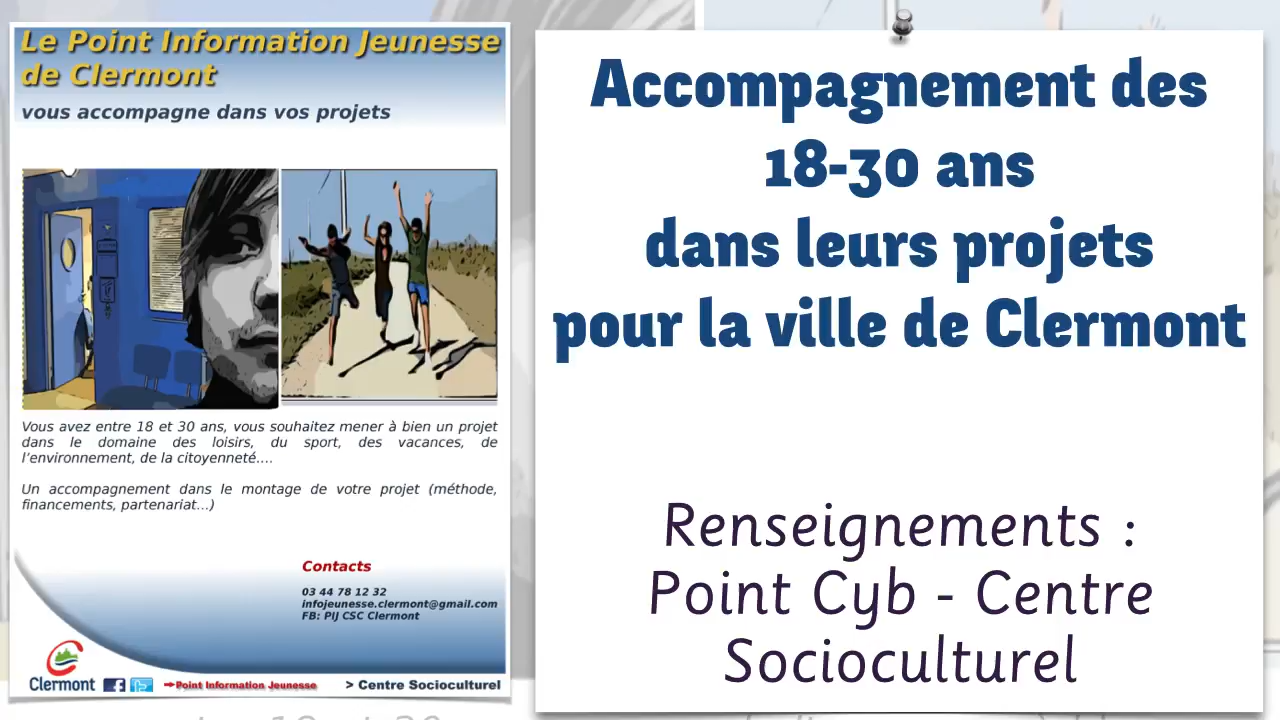 Le Point Information Jeunesse
de Clermont
vous accompagne dans vos projets
Vous avez entre 18 et 30 ans, vous souhaitez mener à bien un projet
dans le domaine des loisirs, du sport, des vacances, de
l'environnement, de la citoyenneté....
Un accompagnement dans le montage de votre projet (méthode,
financements, partenariat...)
Contacts
03 44 78 12 32
infojeunesse.clermont@gmail.com
FB: PIJ CSC Clermont
Clermont
Point Information Jeunesse
> Centre Socioculturel
Accompagnement des
18-30 ans
dans leurs projets
pour la ville de Clermont
Renseignements :
Point Cyb - Centre
Socioculturel